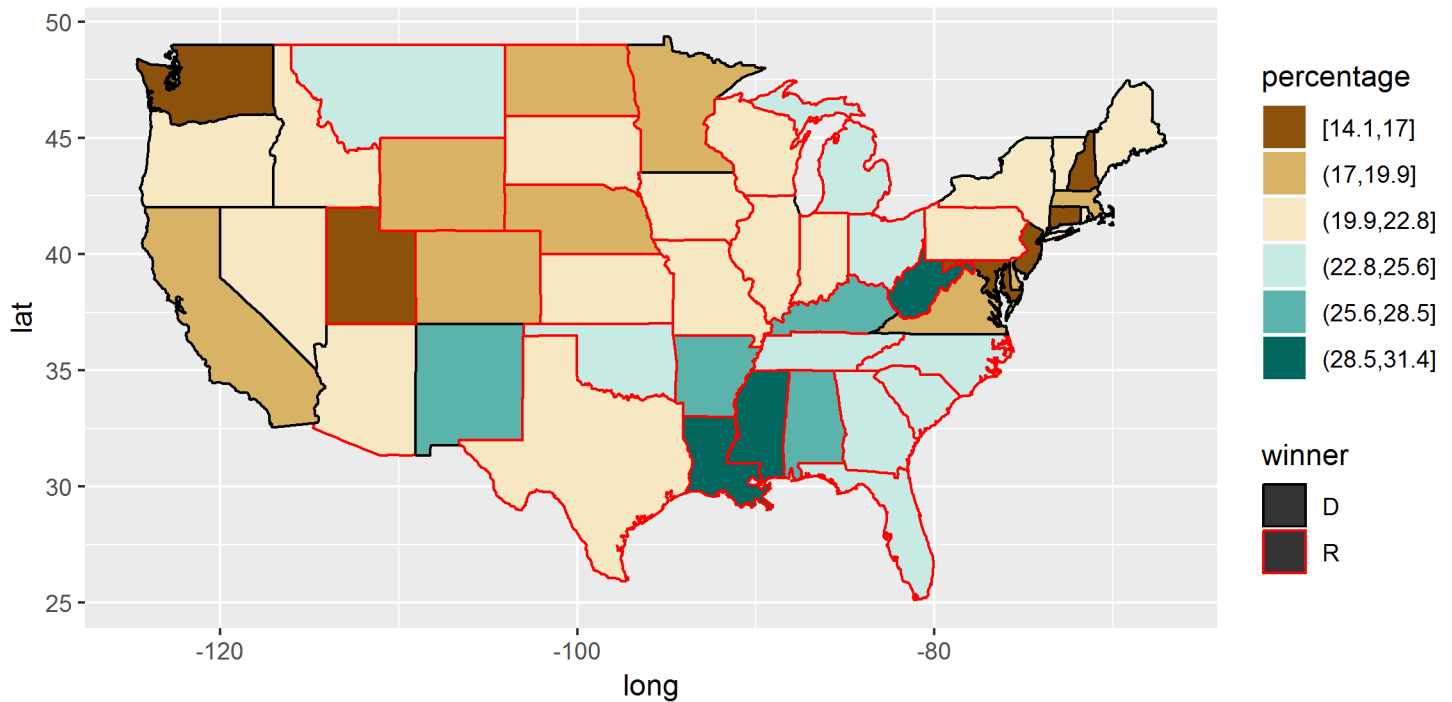 50
45
40
35
30
25
lat
-120
-100
-80
long
percentage
[14.1,17]
(17,19.9]
(19.9,22.8]
(22.8,25.6]
(25.6,28.5]
(28.5,31.4]
winner
D
R